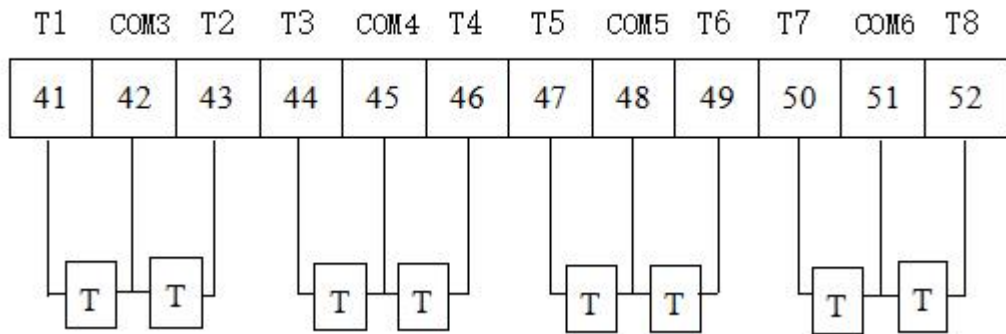 T1 COM3 T2 T3 COM4 T4 T5 COM5 T6 T7 COM6 T8
41 42 43 44 45 46 47 48 49 50 51 52
T T T T T T T T